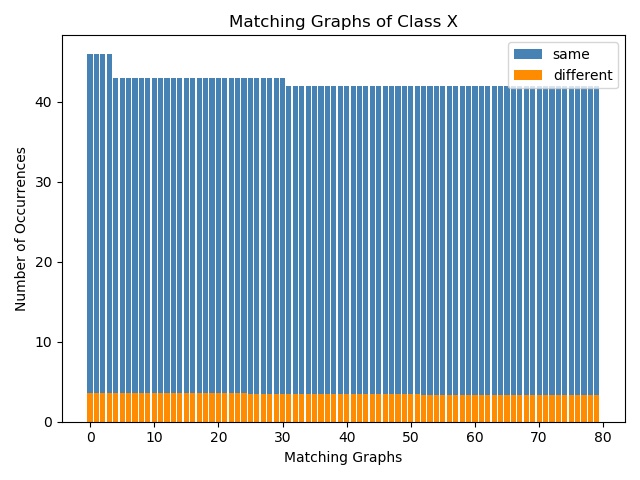 Matching Graphs of Class X
same
different
Number of Occurrences
40
30
20
10
0
0 10 20 30 40 50 60 70 80
Matching Graphs